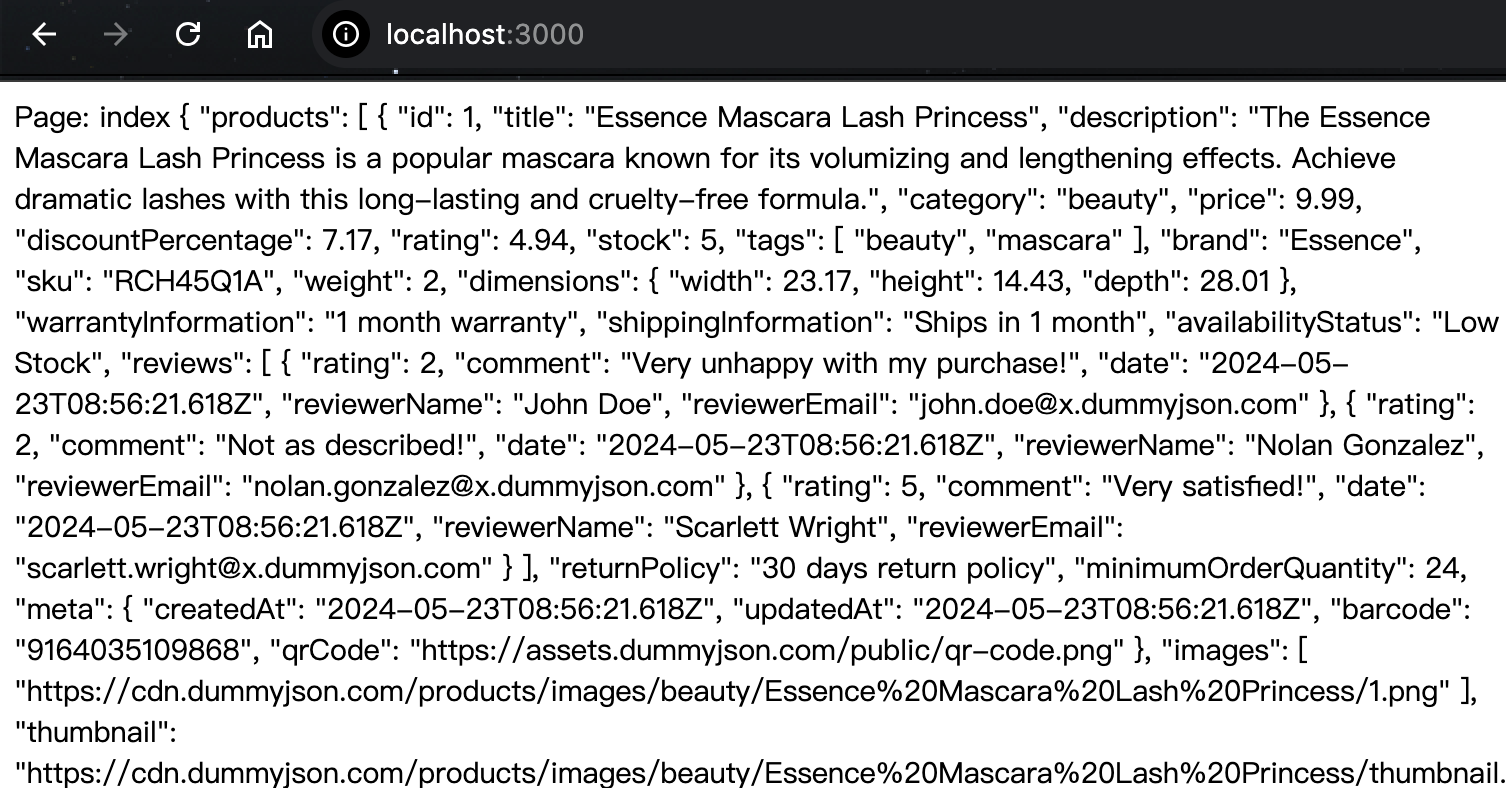 localhost:3000
Page: index { "products": [ { "id": 1, "title": "Essence Mascara Lash Princess", "description": "The Essence
Mascara Lash Princess is a popular mascara known for its volumizing and lengthening effects. Achieve
dramatic lashes with this long-lasting and cruelty-free formula.", "category": "beauty", "price": 9.99,
"discountPercentage": 7.17, "rating": 4.94, "stock": 5, "tags": [ "beauty", "mascara" ], "brand": "Essence",
"sku": "RCH45Q1A", "weight": 2, "dimensions": { "width": 23.17, "height": 14.43, "depth": 28.01 },
"warrantyInformation": "1 month warranty", "shippingInformation": "Ships in 1 month", "availabilityStatus": "Low
Stock", "reviews": [ { "rating": 2, "comment": "Very unhappy with my purchase!", "date": "2024-05-
23T08:56:21.618Z", "reviewerName": "John Doe", "reviewerEmail": "john.doe@x.dummyjson.com" }, { "rating":
2, "comment": "Not as described!", "date": "2024-05-23T08:56:21.618Z", "reviewerName": "Nolan Gonzalez",
"reviewerEmail": "nolan.gonzalez@x.dummyjson.com" }, { "rating": 5, "comment": "Very satisfied!", "date":
"2024-05-23T08:56:21.618Z", "reviewerName": "Scarlett Wright", "reviewerEmail":
"scarlett.wright@x.dummyjson.com" } ], "returnPolicy": "30 days return policy", "minimumOrderQuantity": 24,
"meta": { "createdAt": "2024-05-23T08:56:21.618Z", "updatedAt": "2024-05-23T08:56:21.618Z", "barcode":
"9164035109868", "qrCode": "https://assets.dummyjson.com/public/qr-code.png" }, "images": [
"https://cdn.dummyjson.com/products/images/beauty/Essence%20Mascara%20Lash%20Princess/1.png" ],
"thumbnail":
"https://cdn.dummyjson.com/products/images/beauty/Essence%20Mascara%20Lash%20Princess/thumbnail.